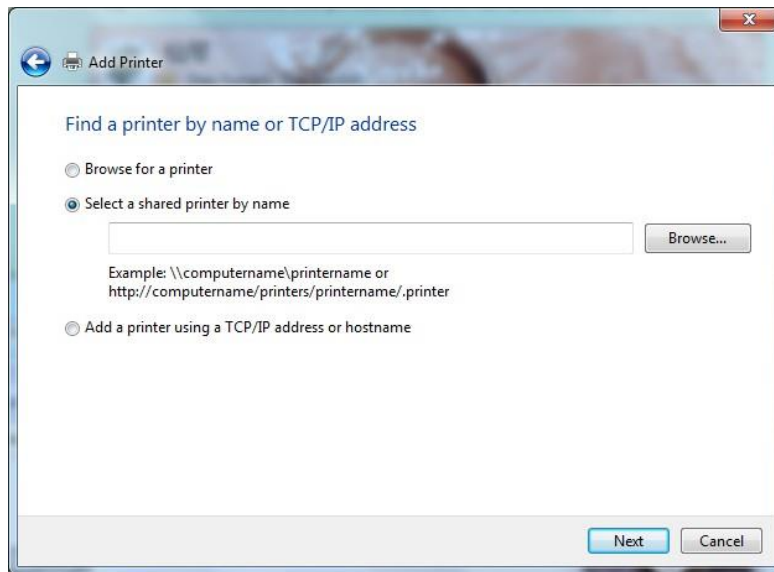 Add Printer
Find a printer by name or TCP/IP address
Browse for a printer
Select a shared printer by name
Browse...
Example: \\computername\printername or
http://computername/printers/printername/.printer
Add a printer using a TCP/IP address or hostname
Next
Cancel